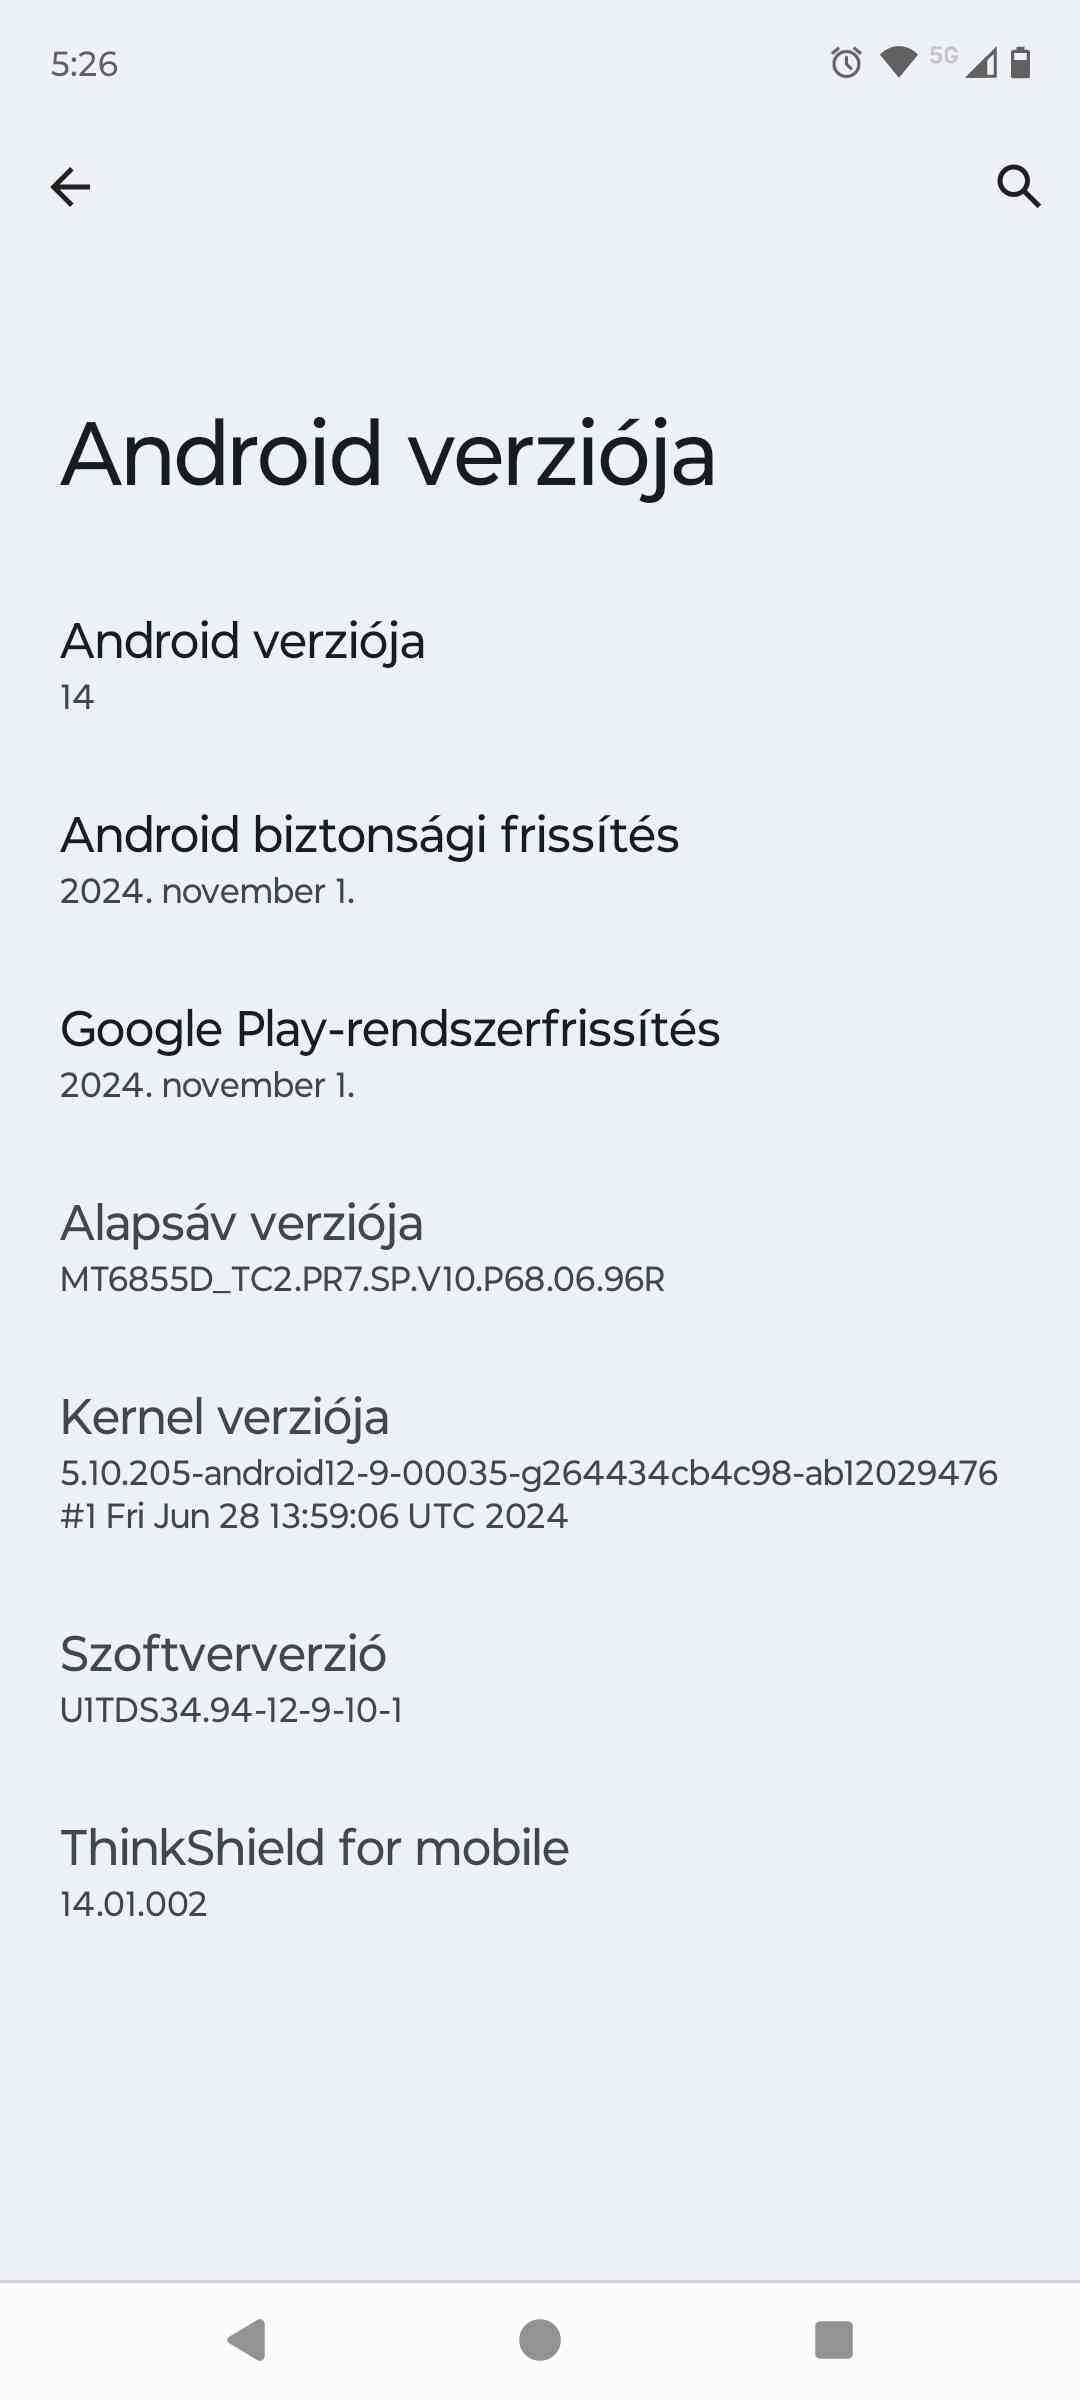 5:26
5G
Android verziója
Android verziója
14
Android biztonsági frissítés
2024. november 1.
Google Play-rendszerfrissítés
2024. november 1.
Alapsáv verziója
MT6855D_TC2.PR7.SP.V10.P68.06.96R
Kernel verziója
5.10.205-android12-9-00035-g264434cb4c98-ab12029476
#1 Fri Jun 28 13:59:06 UTC 2024
Szoftververzió
U1TDS34.94-12-9-10-1
ThinkShield for mobile
14.01.002